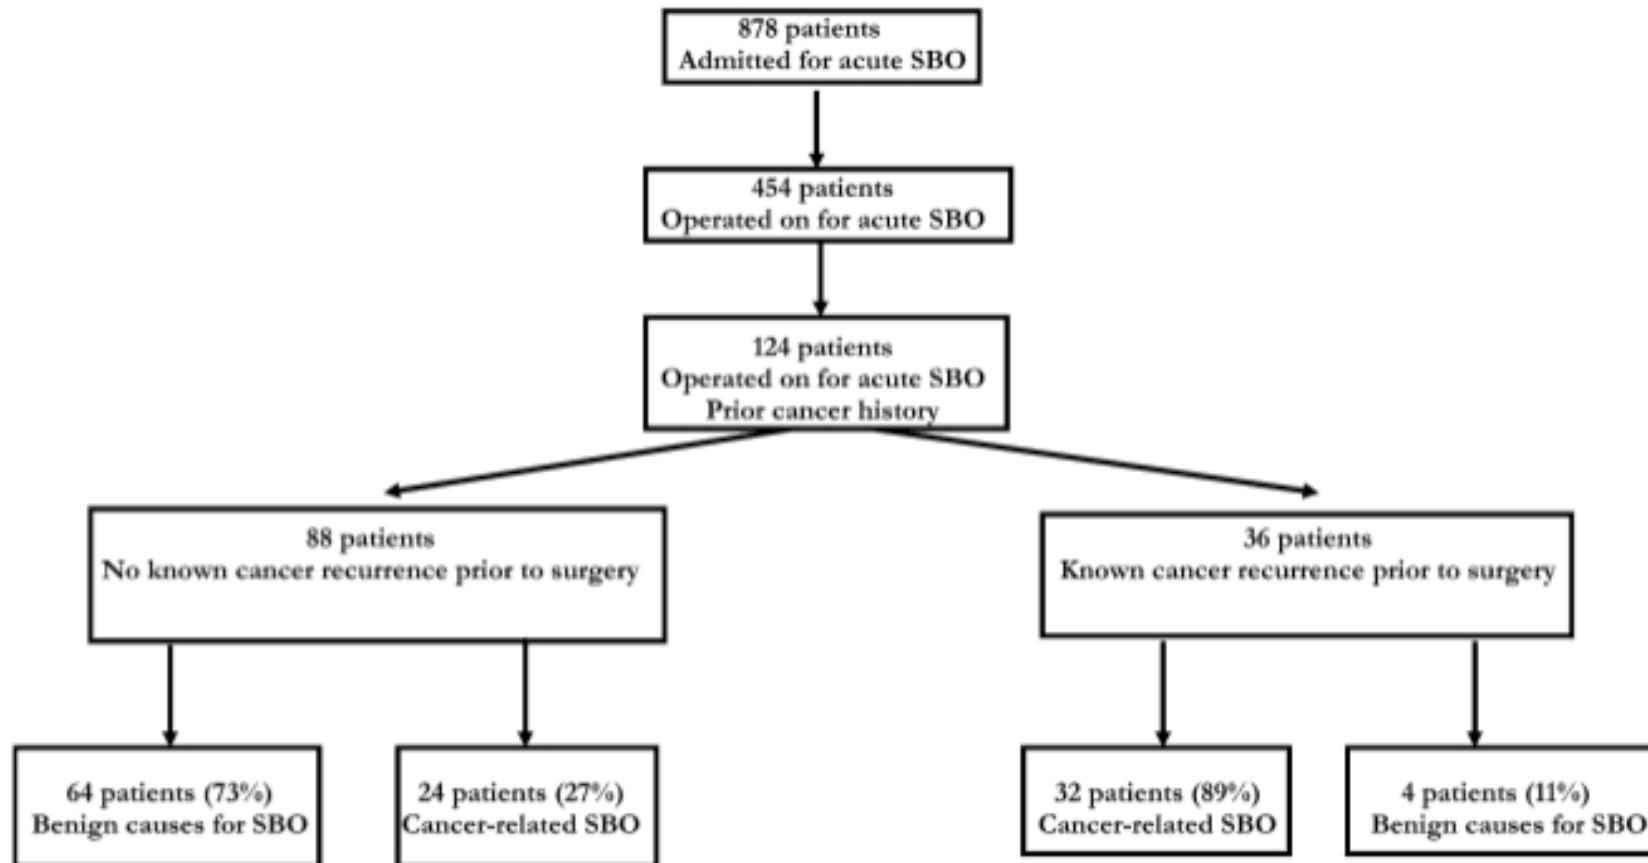 878 patients
Admitted for acute SBO
454 patients
Operated on for acute SBO
124 patients
Operated on for acute SBO
Prior cancer history
88 patients
No known cancer recurrence prior to surgery
36 patients
Known cancer recurrence prior to surgery
64 patients (73%)
Benign causes for SBO
24 patients (27%)
Cancer-related SBO
32 patients (89%)
Cancer-related SBO
4 patients (11%)
Benign causes for SBO